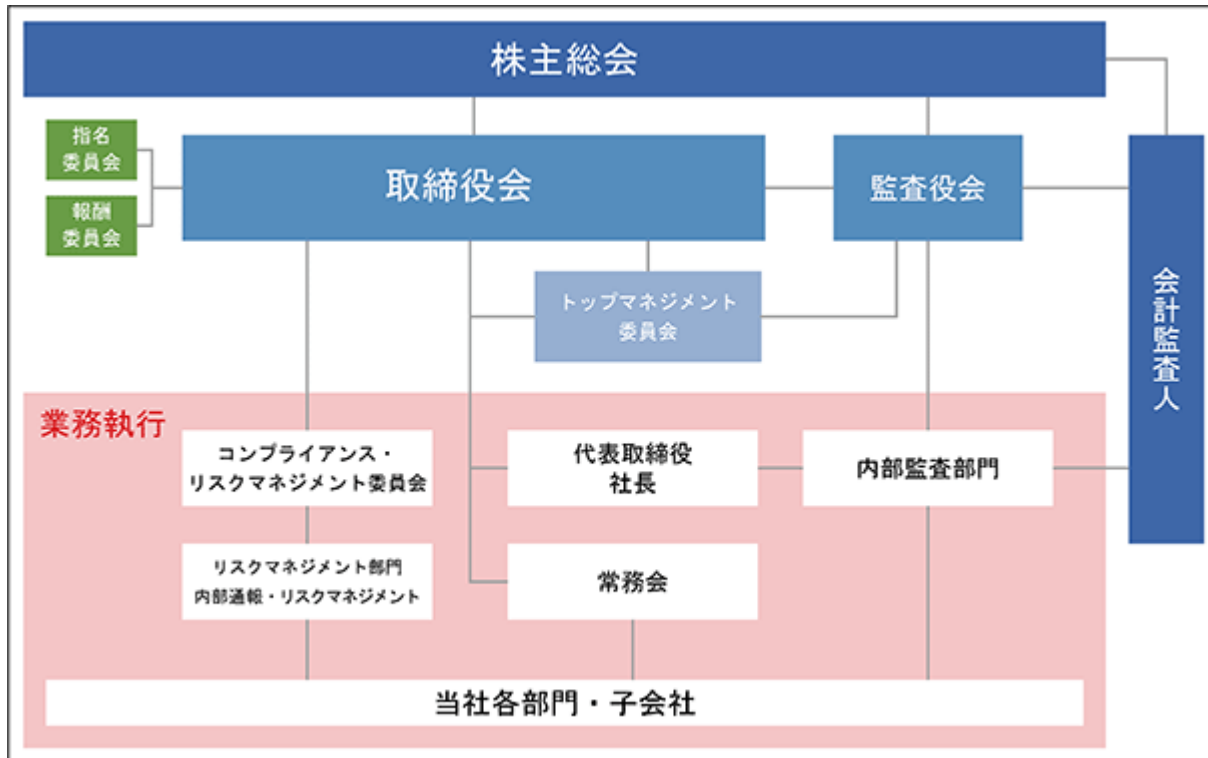 株主総会
指名
委員会
報酬
委員会
取締役会
監査役会
会計監査人
トップマネジメント
委員会
業務執行
コンプライアンス・
リスクマネジメント委員会
代表取締役
社長
内部監査部門
リスクマネジメント部門
内部通報・リスクマネジメント
常務会
当社各部門・子会社